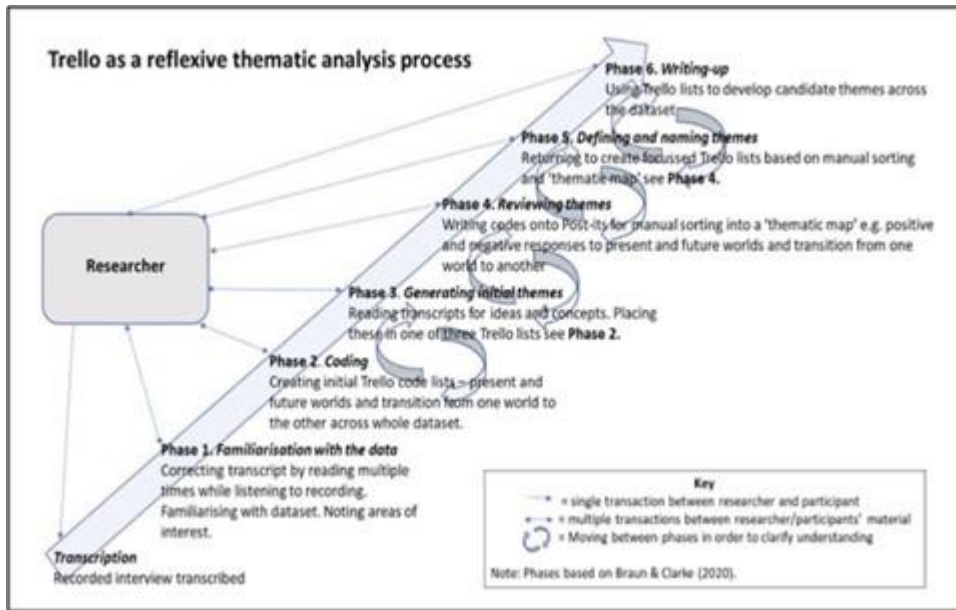 Trello as a reflexive thematic analysis process
Phase 6. Writing-up
Using Trello lists to develop candidate themes across
the dataset
Phase 5. Defining and naming themes
Returning to create focussed Trello lists based on manual sorting
and 'thematic map' see Phase 4.
Phase 4. Reviewing themes
Writing codes onto Post-its for manual sorting into a 'thematic map' e.g. positive
and negative responses to present and future worlds and transition from one
world to another
Researcher
Phase 3. Generating initial themes
Reading transcripts for ideas and concepts. Placing
these in one of three Trello lists see Phase 2.
Phase 2. Coding
Creating initial Trello code lists – present and
future worlds and transition from one world to
the other across whole dataset.
Phase 1. Familiarisation with the data
Correcting transcript by reading multiple
times while listening to recording.
Familiarising with dataset. Noting areas of
interest.
Transcription
Recorded interview transcribed
Key
= single transaction between researcher and participant
= multiple transactions between researcher/participants' material
= Moving between phases in order to clarify understanding
Note: Phases based on Braun & Clarke (2020).